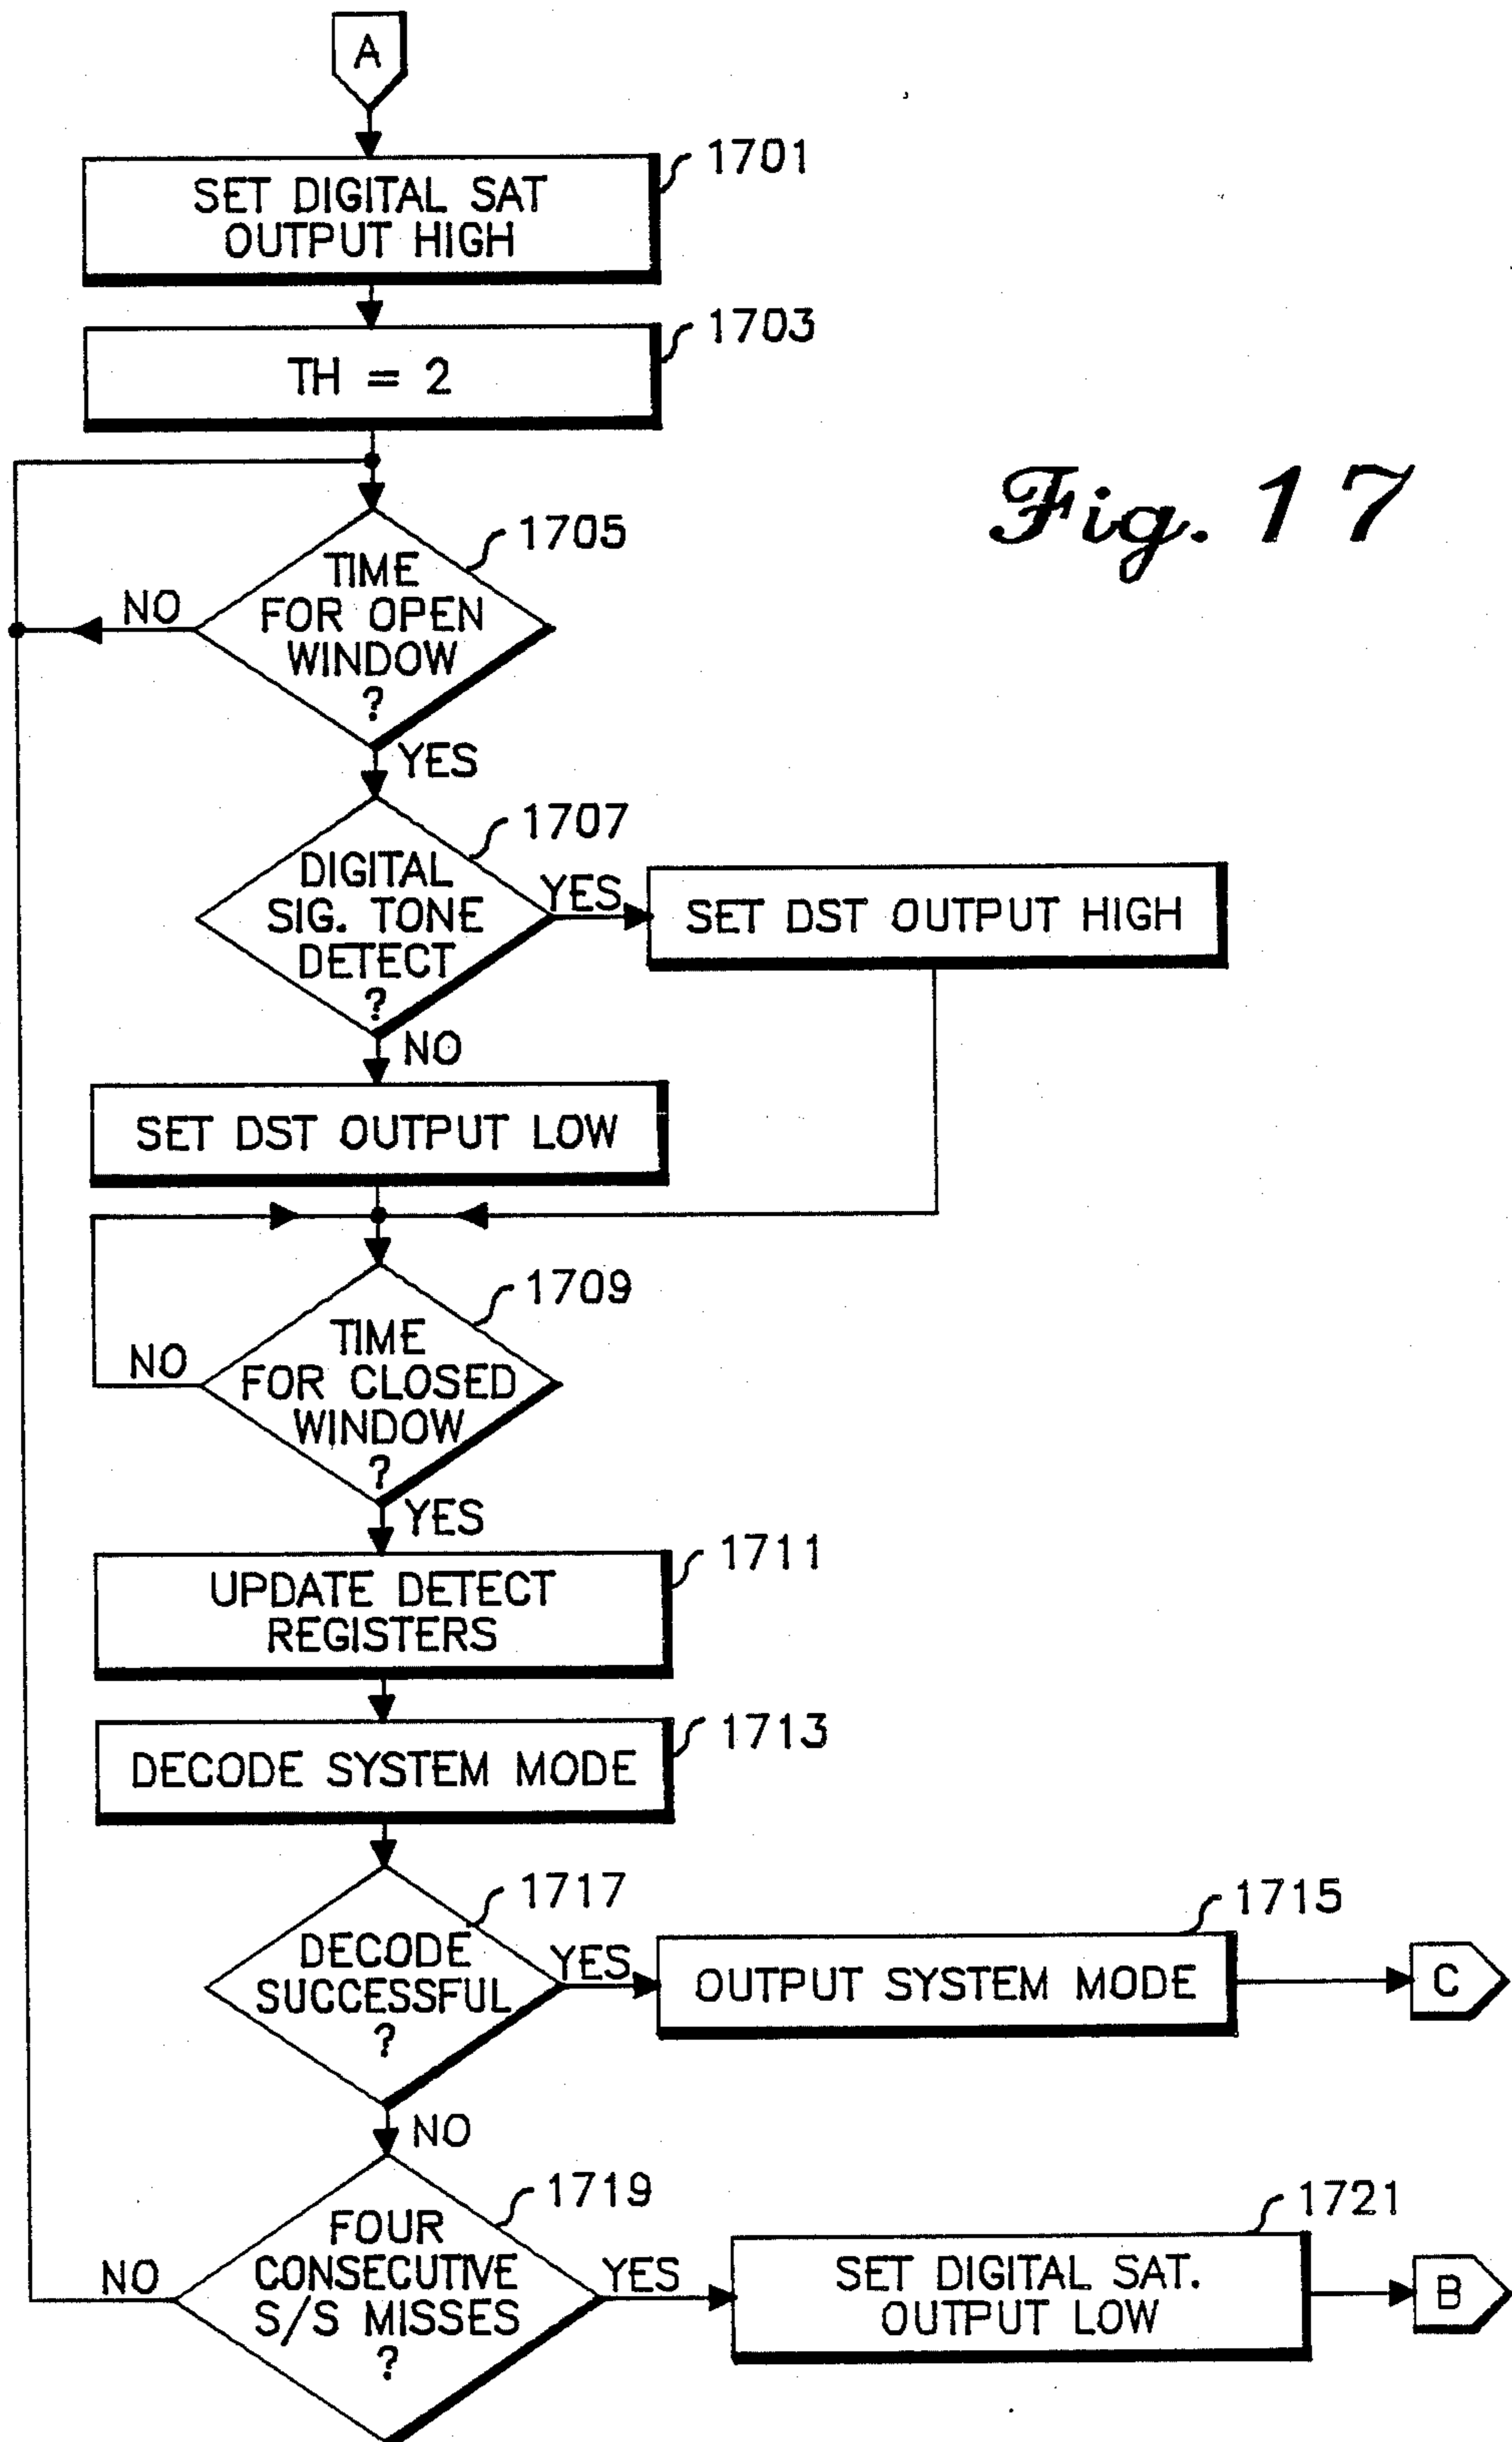 A
1701
SET DIGITAL SAT
OUTPUT HIGH
1703
TH = 2
Fig. 17
1705
TIME
FOR OPEN
WINDOW
?
NO
YES
1707
DIGITAL
SIG. TONE
DETECT
?
YES
SET DST OUTPUT HIGH
NO
SET DST OUTPUT LOW
1709
TIME
FOR CLOSED
WINDOW
?
NO
YES
1711
UPDATE DETECT
REGISTERS
1713
DECODE SYSTEM MODE
1717
DECODE
SUCCESSFUL
?
YES
1715
OUTPUT SYSTEM MODE
C
NO
1719
FOUR
CONSECUTIVE
S/S MISSES
?
NO
YES
1721
SET DIGITAL SAT.
OUTPUT LOW
B